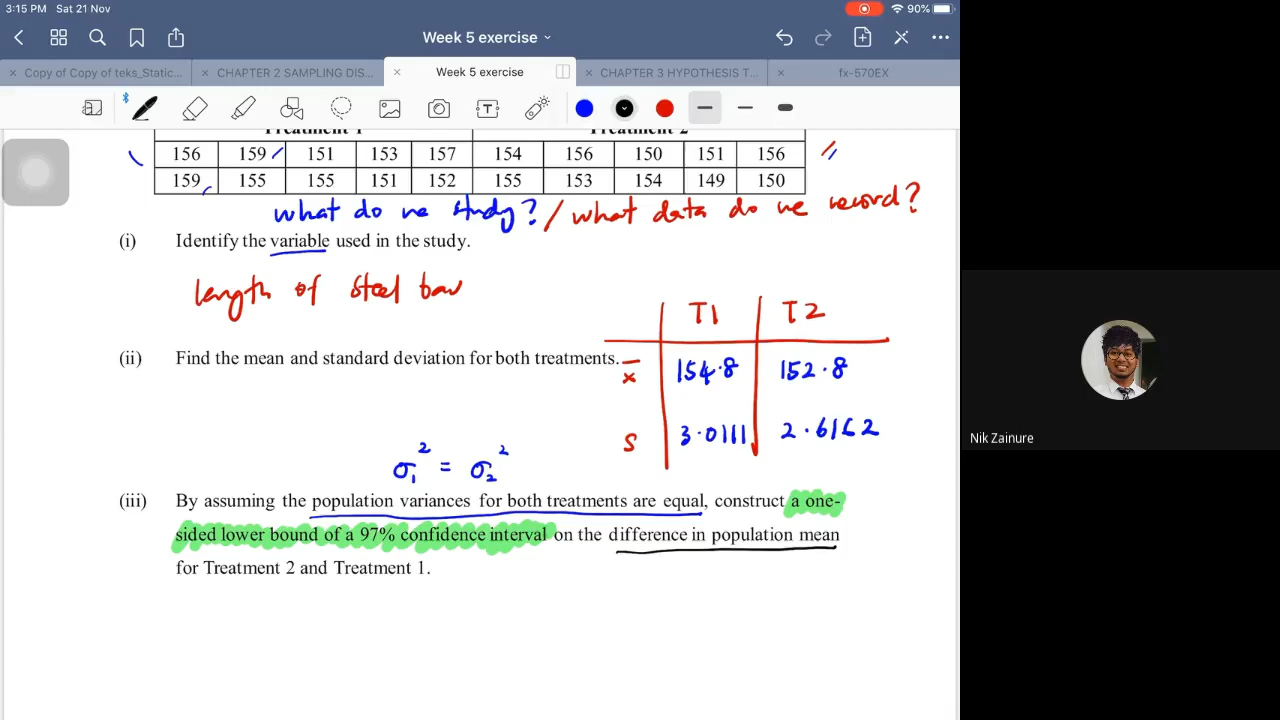 3:15 PM Sat 21 Nov
90%
Week 5 exercise
Copy of Copy of teks_Static...
CHAPTER 2 SAMPLING DIS...
Week 5 exercise
CHAPTER 3 HYPOTHESIS T...
fx-570EX
Treatment 1 Treatment 2
156 159 151 153 157 154 156 150 151 156
159 155 155 151 152 155 153 154 149 150
what do we study? / what data do we record?
(i) Identify the variable used in the study.
length of steel bar
T1 T2
(ii) Find the mean and standard deviation for both treatments.
x̄ 154.8 152.8
s 3.0111 2.6162
σ₁² = σ₂²
(iii) By assuming the population variances for both treatments are equal, construct a one-
sided lower bound of a 97% confidence interval on the difference in population mean
for Treatment 2 and Treatment 1.
Nik Zainure